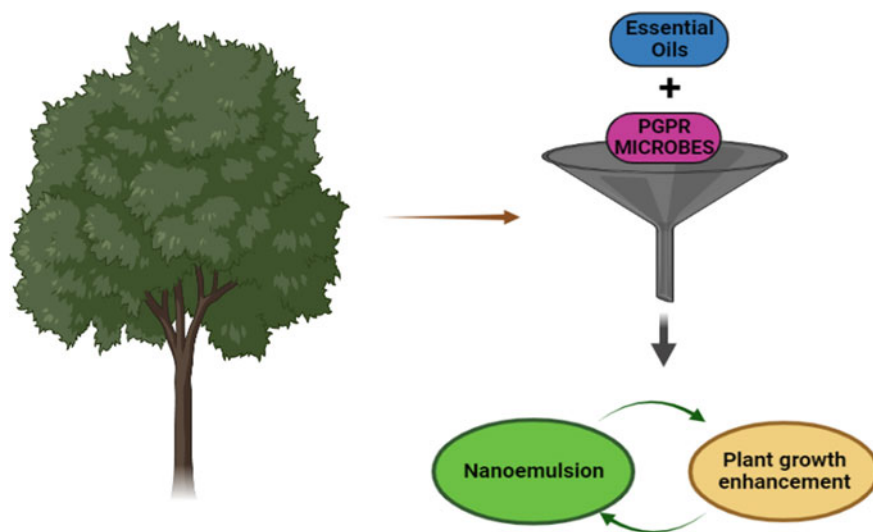 Essential
Oils
+
PGPR
MICROBES
Nanoemulsion
Plant growth
enhancement